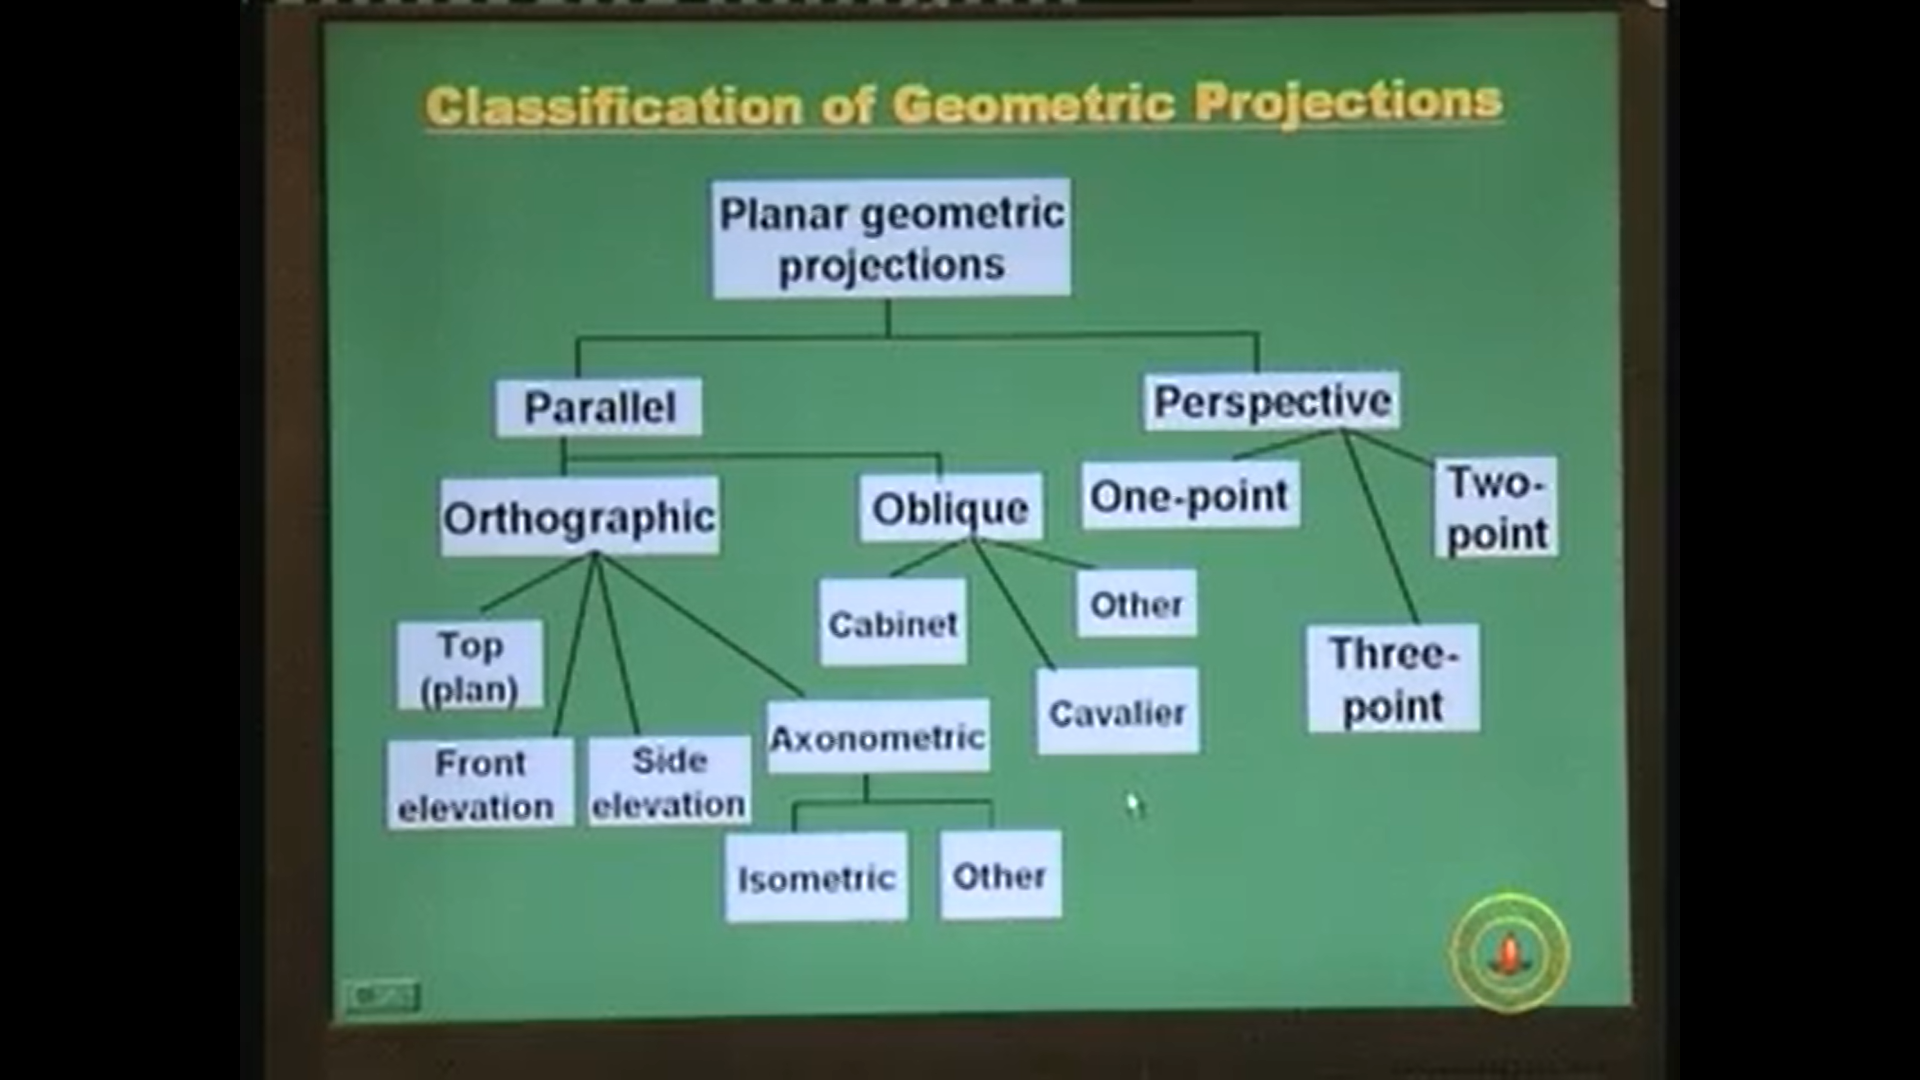 Classification of Geometric Projections
Planar geometric
projections
Parallel
Perspective
Orthographic
Oblique
One-point
Two-
point
Cabinet
Other
Top
(plan)
Three-
point
Cavalier
Axonometric
Front
elevation
Side
elevation
Isometric
Other